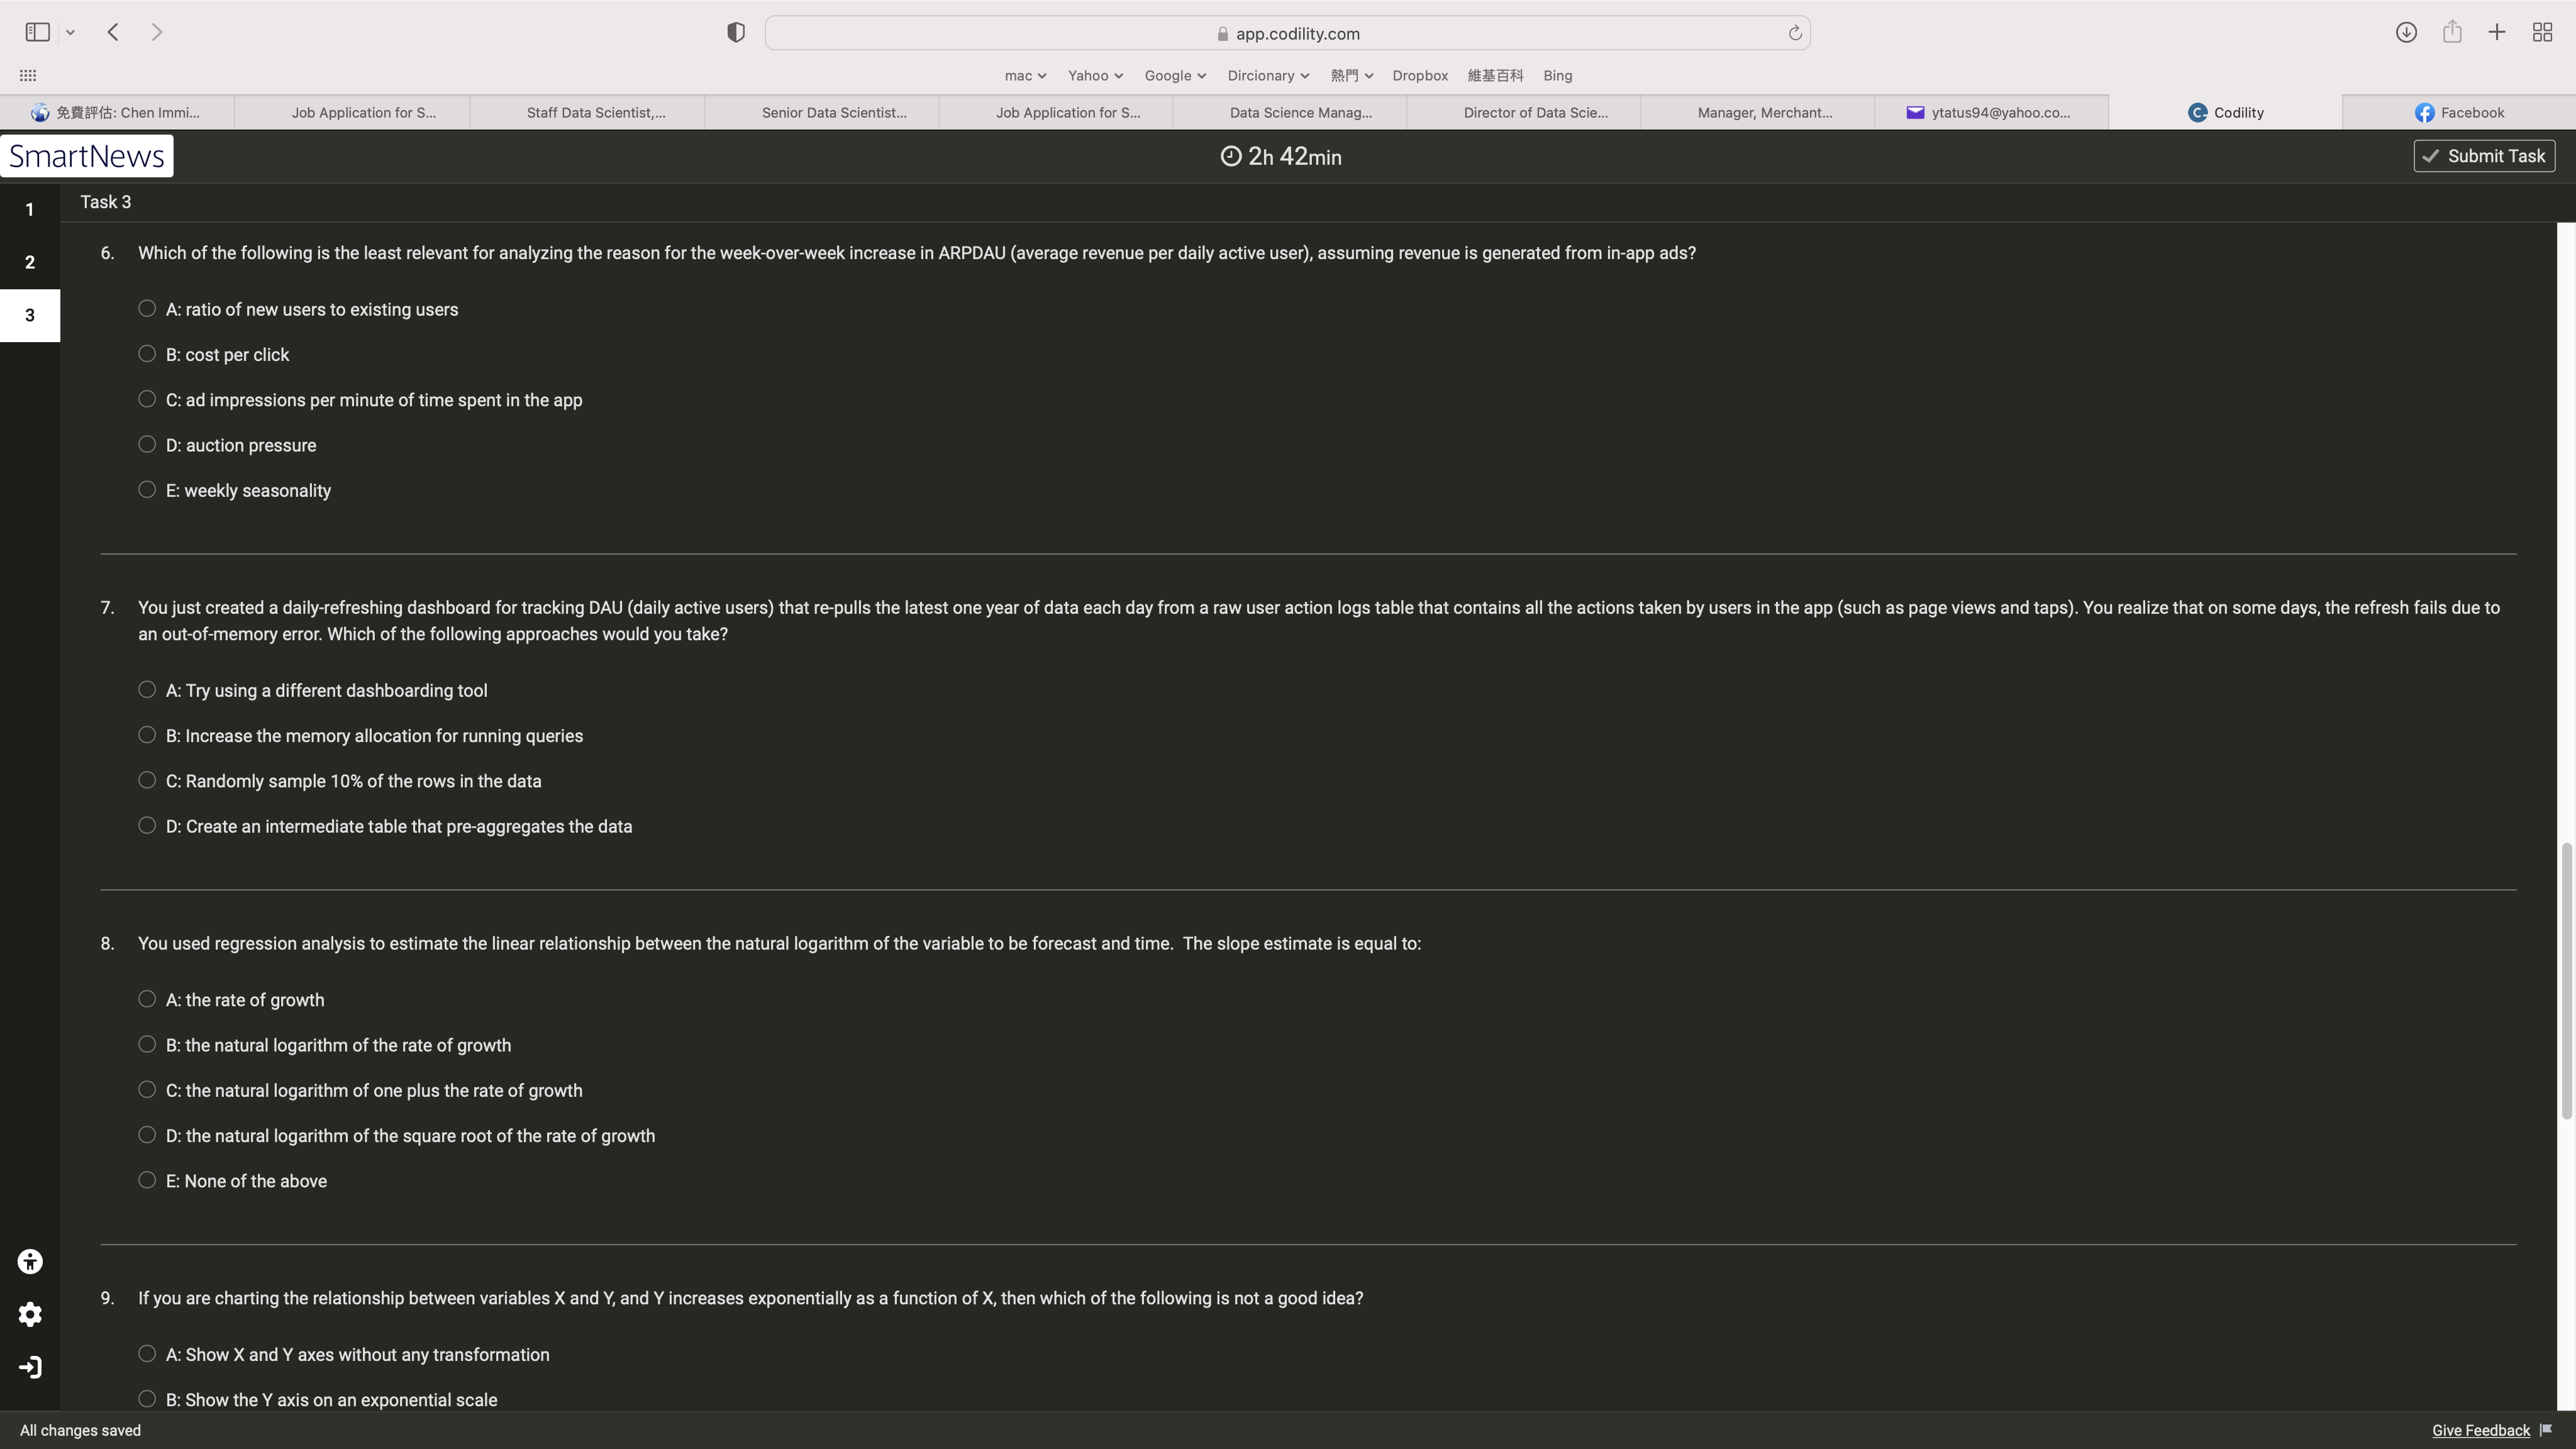 app.codility.com
mac
Yahoo
Google
Dircionary
熱門
Dropbox
維基百科
Bing
免費評估: Chen Immi...
Job Application for S...
Staff Data Scientist,...
Senior Data Scientist...
Job Application for S...
Data Science Manag...
Director of Data Scie...
Manager, Merchant...
ytatus94@yahoo.co...
Codility
Facebook
SmartNews
2h 42min
Submit Task
1
2
3
Task 3
6. Which of the following is the least relevant for analyzing the reason for the week-over-week increase in ARPDAU (average revenue per daily active user), assuming revenue is generated from in-app ads?
A: ratio of new users to existing users
B: cost per click
C: ad impressions per minute of time spent in the app
D: auction pressure
E: weekly seasonality
7. You just created a daily-refreshing dashboard for tracking DAU (daily active users) that re-pulls the latest one year of data each day from a raw user action logs table that contains all the actions taken by users in the app (such as page views and taps). You realize that on some days, the refresh fails due to
an out-of-memory error. Which of the following approaches would you take?
A: Try using a different dashboarding tool
B: Increase the memory allocation for running queries
C: Randomly sample 10% of the rows in the data
D: Create an intermediate table that pre-aggregates the data
8. You used regression analysis to estimate the linear relationship between the natural logarithm of the variable to be forecast and time. The slope estimate is equal to:
A: the rate of growth
B: the natural logarithm of the rate of growth
C: the natural logarithm of one plus the rate of growth
D: the natural logarithm of the square root of the rate of growth
E: None of the above
9. If you are charting the relationship between variables X and Y, and Y increases exponentially as a function of X, then which of the following is not a good idea?
A: Show X and Y axes without any transformation
B: Show the Y axis on an exponential scale
All changes saved
Give Feedback